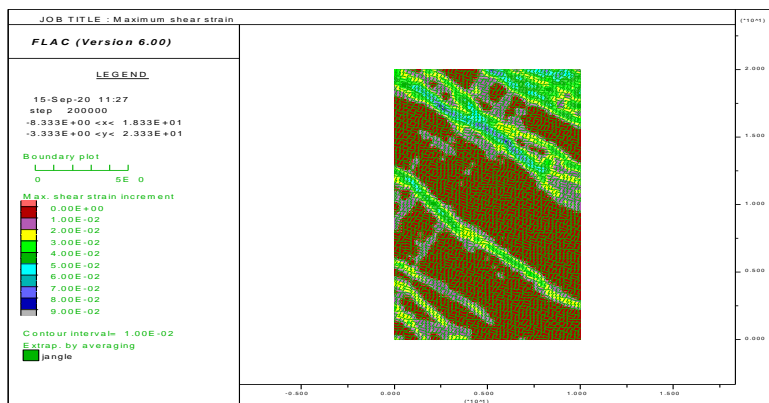 JOB TITLE : Maximum shear strain
FLAC (Version 6.00)
LEGEND
15-Sep-20 11:27
step 200000
-8.333E+00 <x< 1.833E+01
-3.333E+00 <y< 2.333E+01
Boundary plot
0 5E 0
Max. shear strain increment
0.00E+00
1.00E-02
2.00E-02
3.00E-02
4.00E-02
5.00E-02
6.00E-02
7.00E-02
8.00E-02
9.00E-02
Contour interval= 1.00E-02
Extrap. by averaging
jangle
(*10^1)
2.000
1.500
1.000
0.500
0.000
-0.500 0.000 0.500 1.000 1.500
(*10^1)